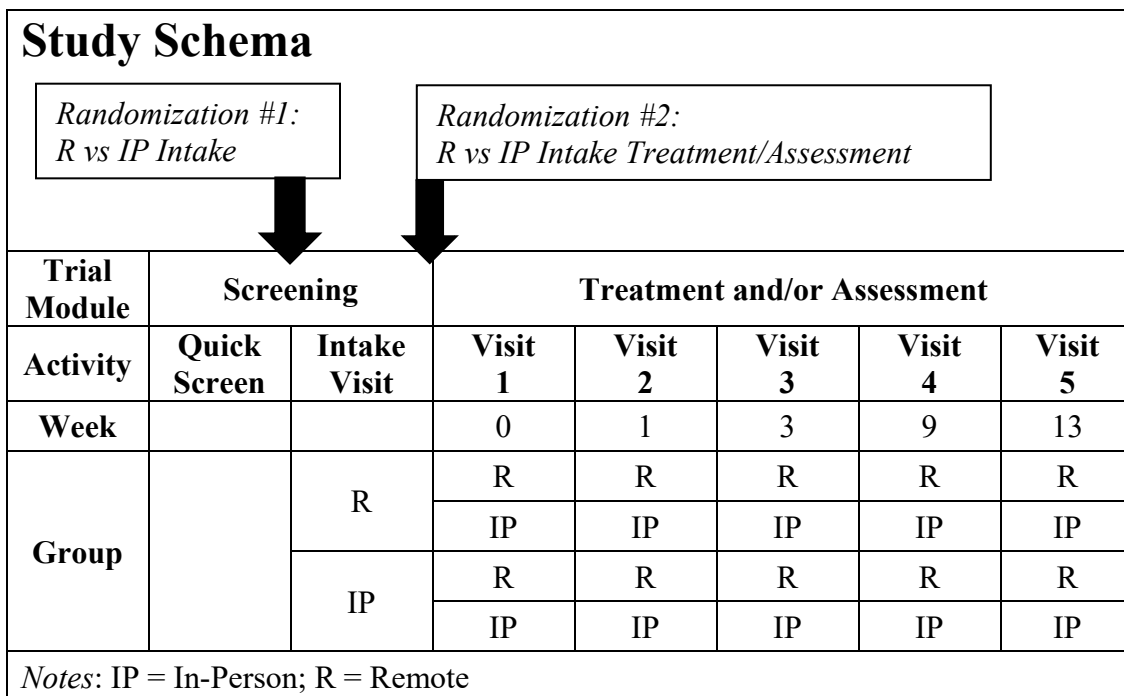 Study Schema
Randomization #1:
R vs IP Intake
Randomization #2:
R vs IP Intake Treatment/Assessment
Trial Module Screening Treatment and/or Assessment
Activity Quick Screen Intake Visit Visit 1 Visit 2 Visit 3 Visit 4 Visit 5
Week 0 1 3 9 13
Group
R
R R R R R
IP IP IP IP IP
IP
R R R R R
IP IP IP IP IP
Notes: IP = In-Person; R = Remote